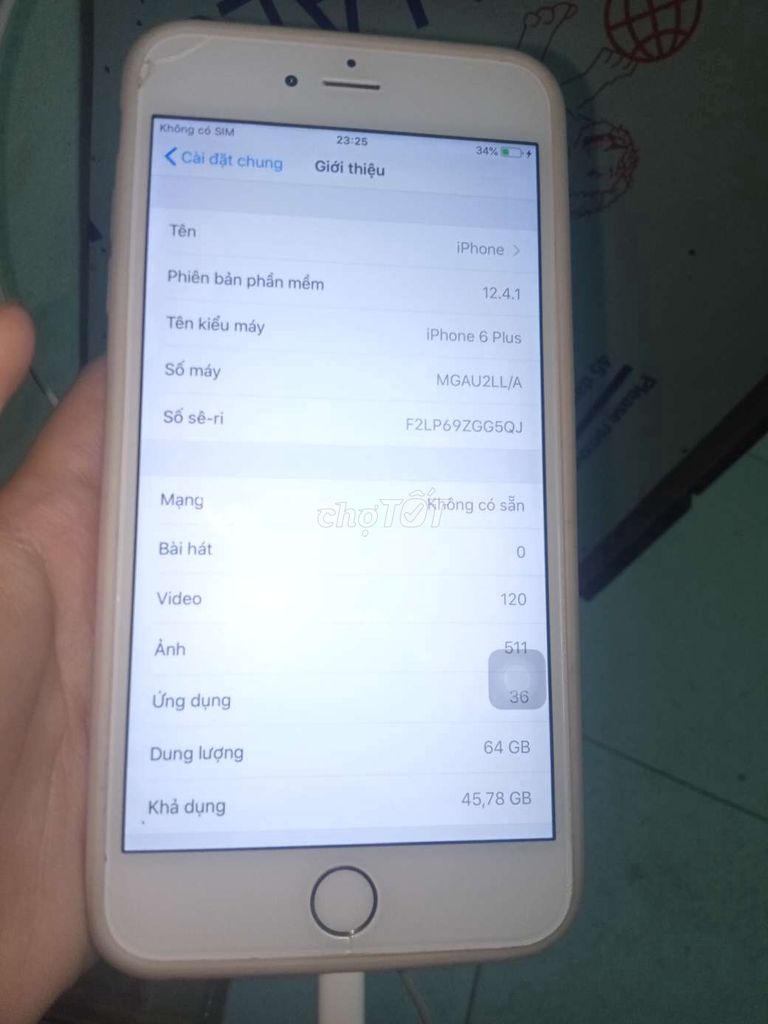 Không có SIM
23:25
34%
Cài đặt chung
Giới thiệu
Tên
iPhone
Phiên bản phần mềm
12.4.1
Tên kiểu máy
iPhone 6 Plus
Số máy
MGAU2LL/A
Số sê-ri
F2LP69ZGG5QJ
Mạng
Không có sẵn
chợTỐT
Bài hát
0
Video
120
Ảnh
511
Ứng dụng
36
Dung lượng
64 GB
Khả dụng
45,78 GB
Please